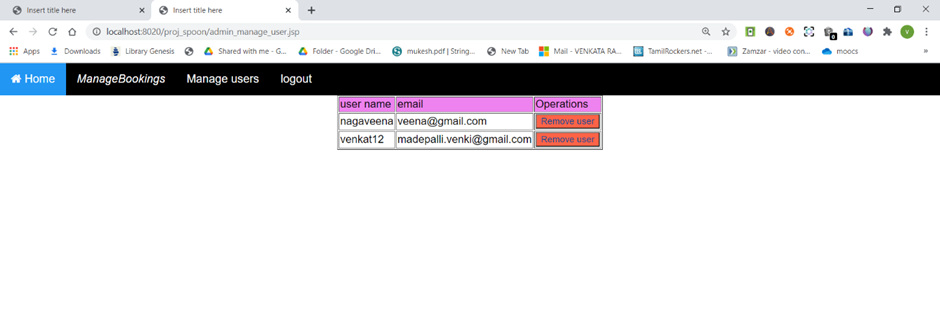 Insert title here Insert title here
localhost:8020/proj_spoon/admin_manage_user.jsp
Apps Downloads Library Genesis Shared with me - G... Folder - Google Dri... mukesh.pdf | String... New Tab Mail - VENKATA RA... TamilRockers.net -... Zamzar - video con... moocs »
Home ManageBookings Manage users logout
user name email Operations
nagaveena veena@gmail.com Remove user
venkat12 madepalli.venki@gmail.com Remove user